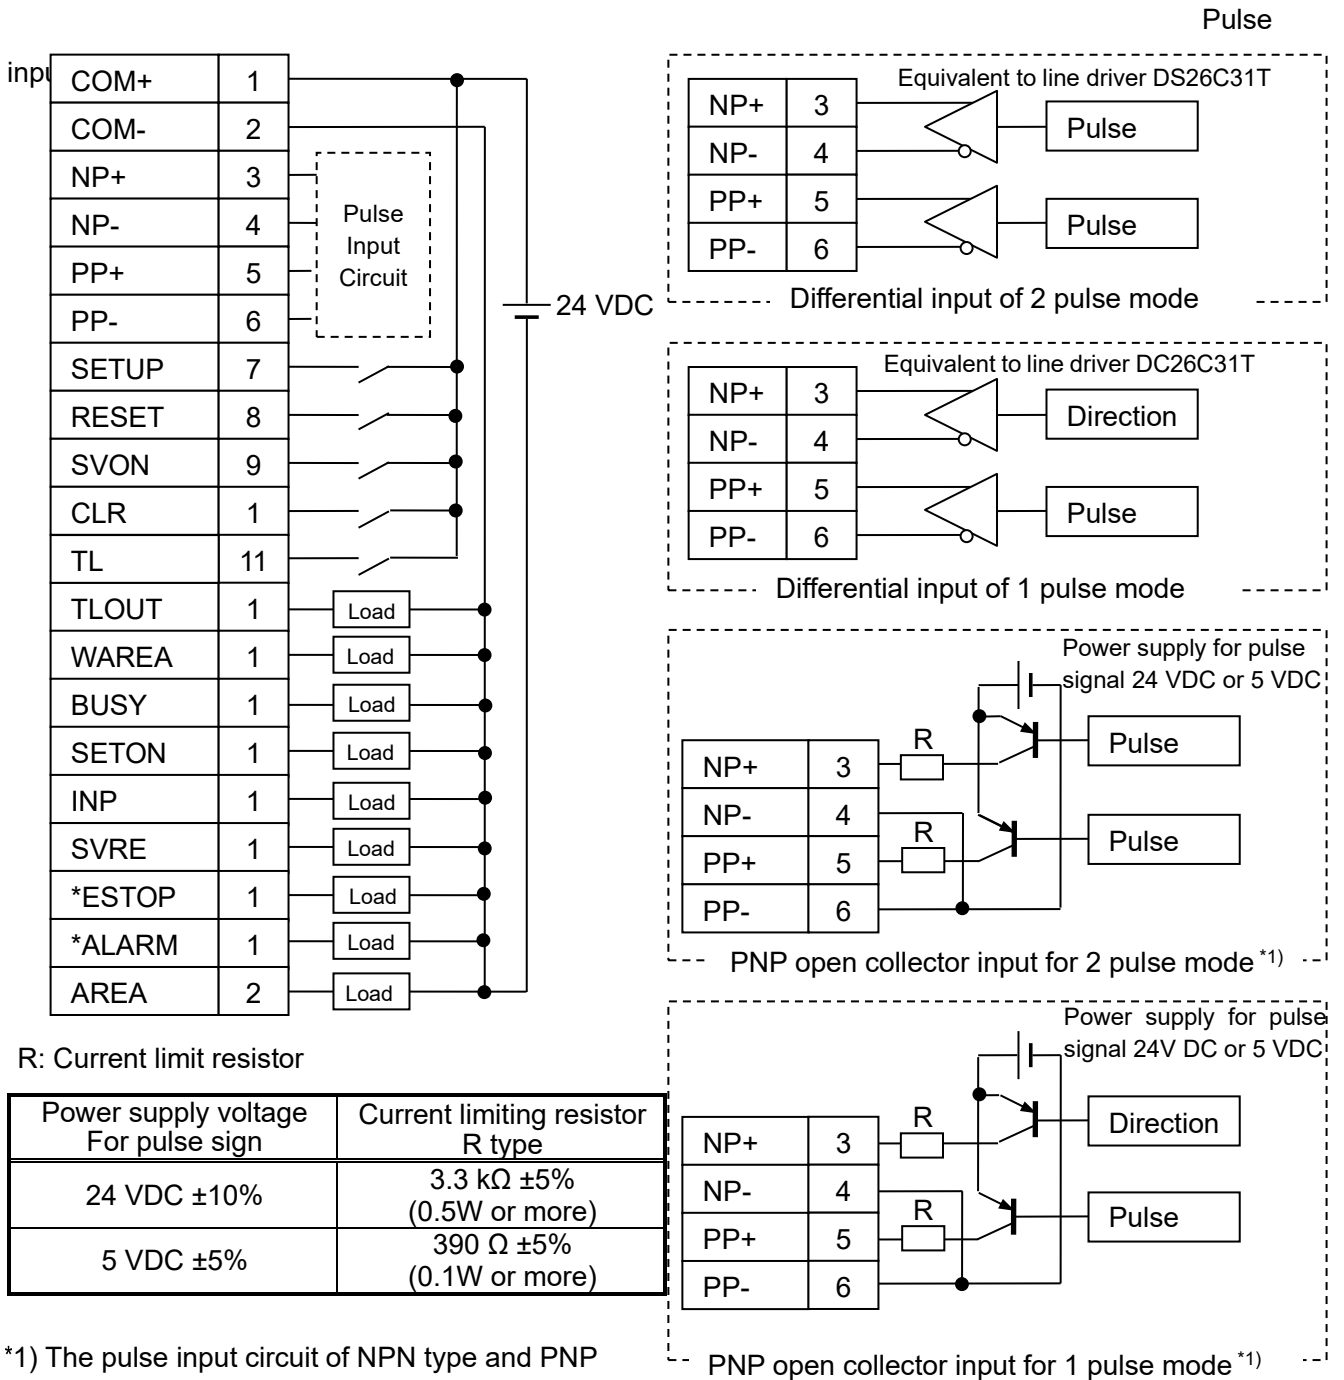 Pulse
inpu
COM+ 1
COM- 2
NP+ 3
NP- 4
PP+ 5
PP- 6
SETUP 7
RESET 8
SVON 9
CLR 1
TL 11
TLOUT 1 Load
WAREA 1 Load
BUSY 1 Load
SETON 1 Load
INP 1 Load
SVRE 1 Load
*ESTOP 1 Load
*ALARM 1 Load
AREA 2 Load
Pulse
Input
Circuit
24 VDC
R: Current limit resistor
Power supply voltage
For pulse sign
Current limiting resistor
R type
24 VDC ±10%
3.3 kΩ ±5%
(0.5W or more)
5 VDC ±5%
390 Ω ±5%
(0.1W or more)
*1) The pulse input circuit of NPN type and PNP
Equivalent to line driver DS26C31T
NP+ 3
NP- 4
PP+ 5
PP- 6
Pulse
Pulse
Differential input of 2 pulse mode
Equivalent to line driver DC26C31T
NP+ 3
NP- 4
PP+ 5
PP- 6
Direction
Pulse
Differential input of 1 pulse mode
Power supply for pulse
signal 24 VDC or 5 VDC
NP+ 3
NP- 4
PP+ 5
PP- 6
R
R
Pulse
Pulse
PNP open collector input for 2 pulse mode *1)
Power supply for pulse
signal 24V DC or 5 VDC
NP+ 3
NP- 4
PP+ 5
PP- 6
R
R
Direction
Pulse
PNP open collector input for 1 pulse mode *1)